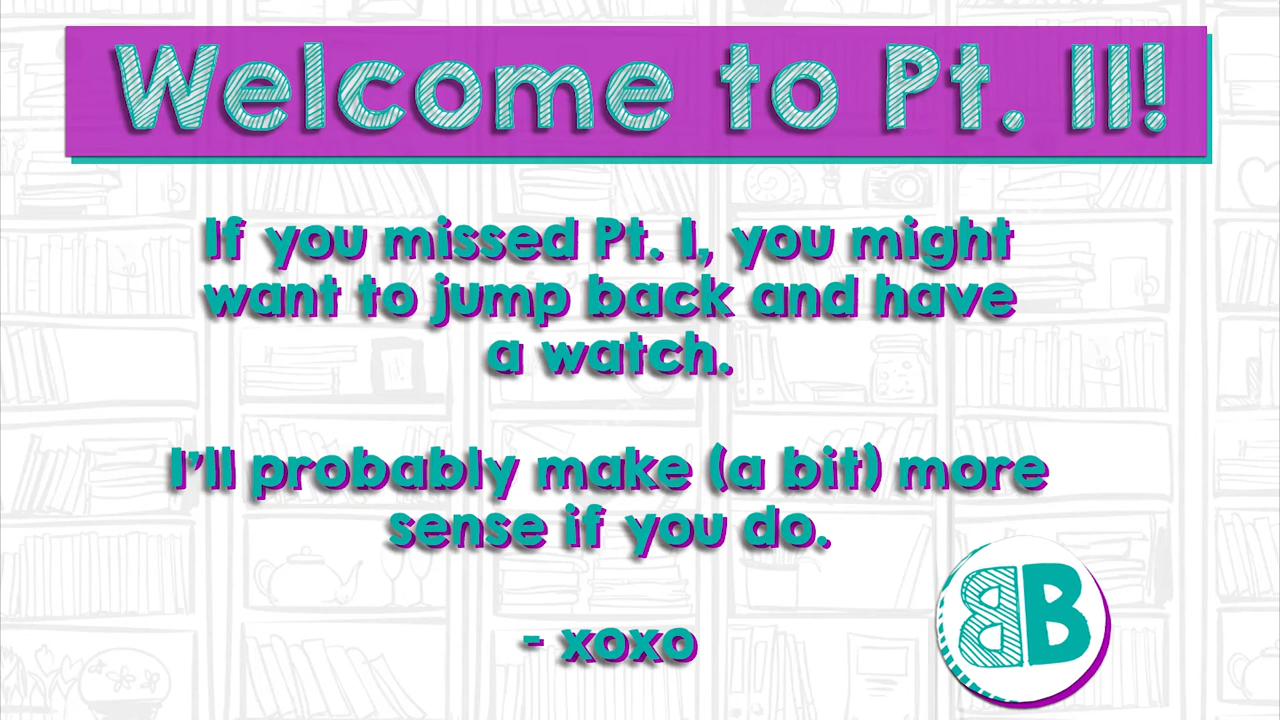 Welcome to Pt. II!
If you missed Pt. I, you might
want to jump back and have
a watch.
I'll probably make (a bit) more
sense if you do.
- xoxo
BB